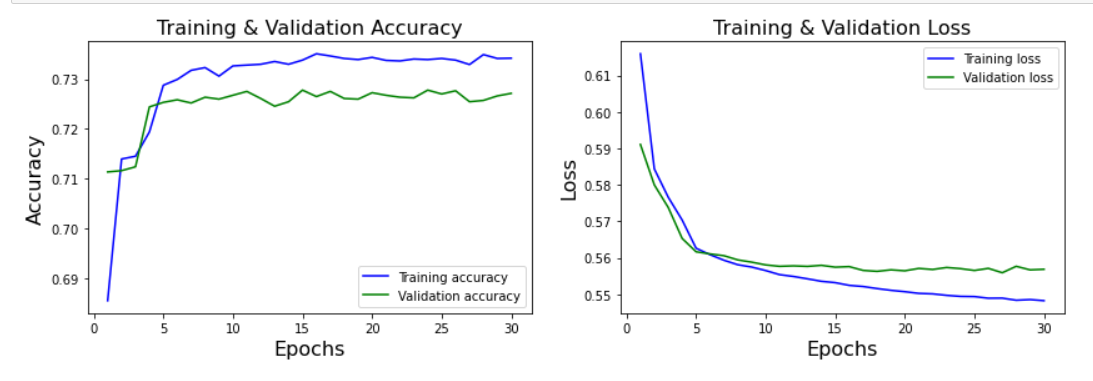 Training & Validation Accuracy
Accuracy
0.73
0.72
0.71
0.70
0.69
Training accuracy
Validation accuracy
0 5 10 15 20 25 30
Epochs
Training & Validation Loss
Loss
0.61
0.60
0.59
0.58
0.57
0.56
0.55
Training loss
Validation loss
0 5 10 15 20 25 30
Epochs